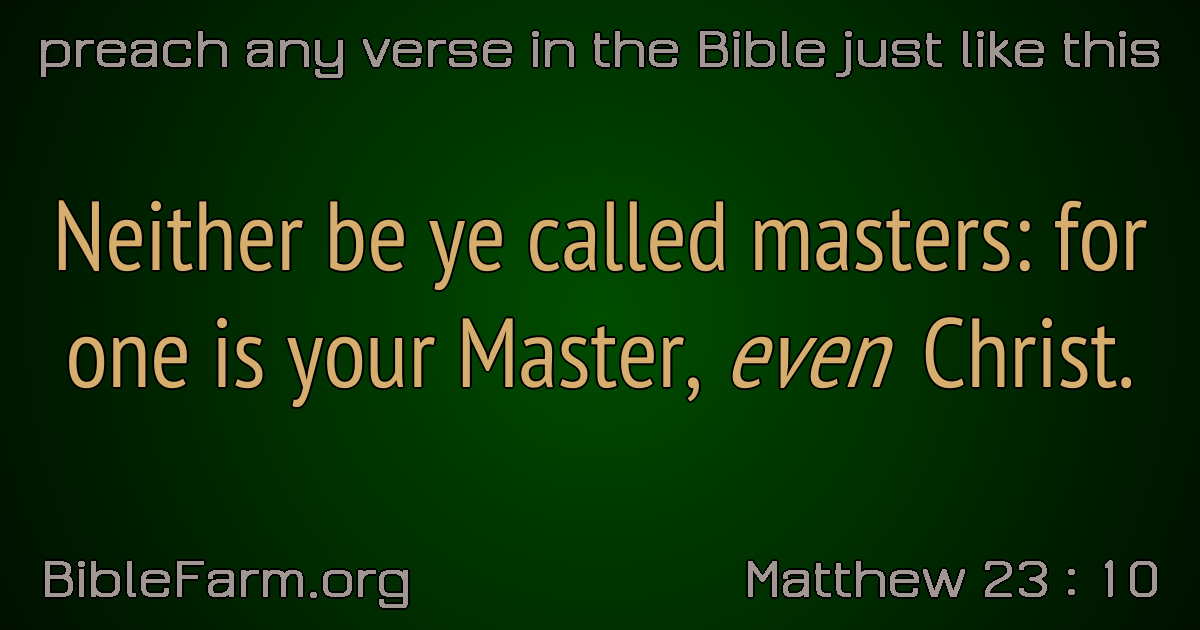 preach any verse in the Bible just like this
Neither be ye called masters: for
one is your Master, even Christ.
BibleFarm.org
Matthew 23 : 10